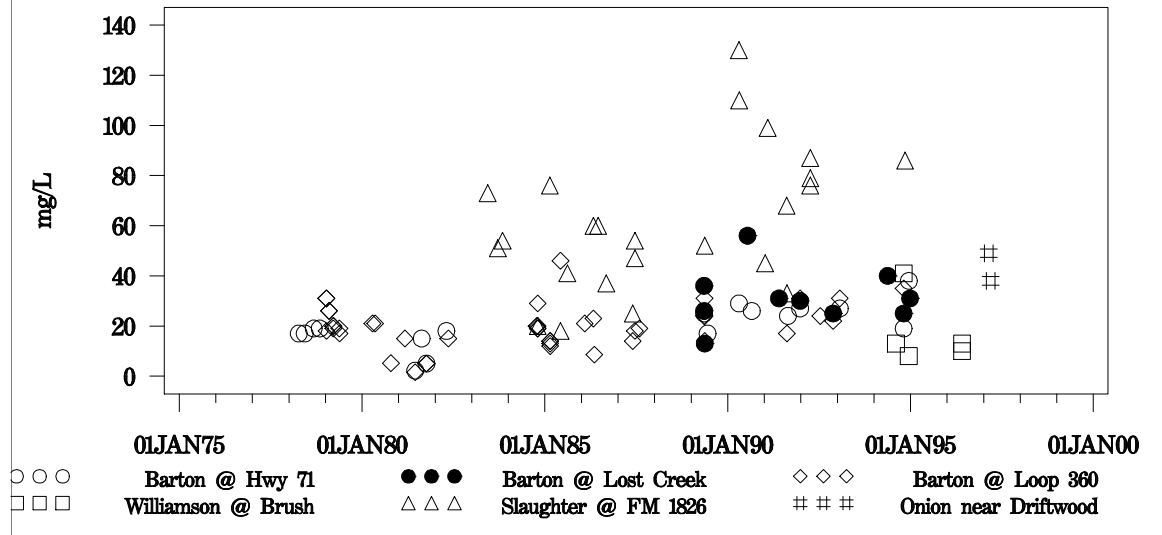 140
120
100
80
60
40
20
0
mg/L
01JAN75 01JAN80 01JAN85 01JAN90 01JAN95 01JAN00
Barton @ Hwy 71 Barton @ Lost Creek Barton @ Loop 360
Williamson @ Brush Slaughter @ FM 1826 Onion near Driftwood